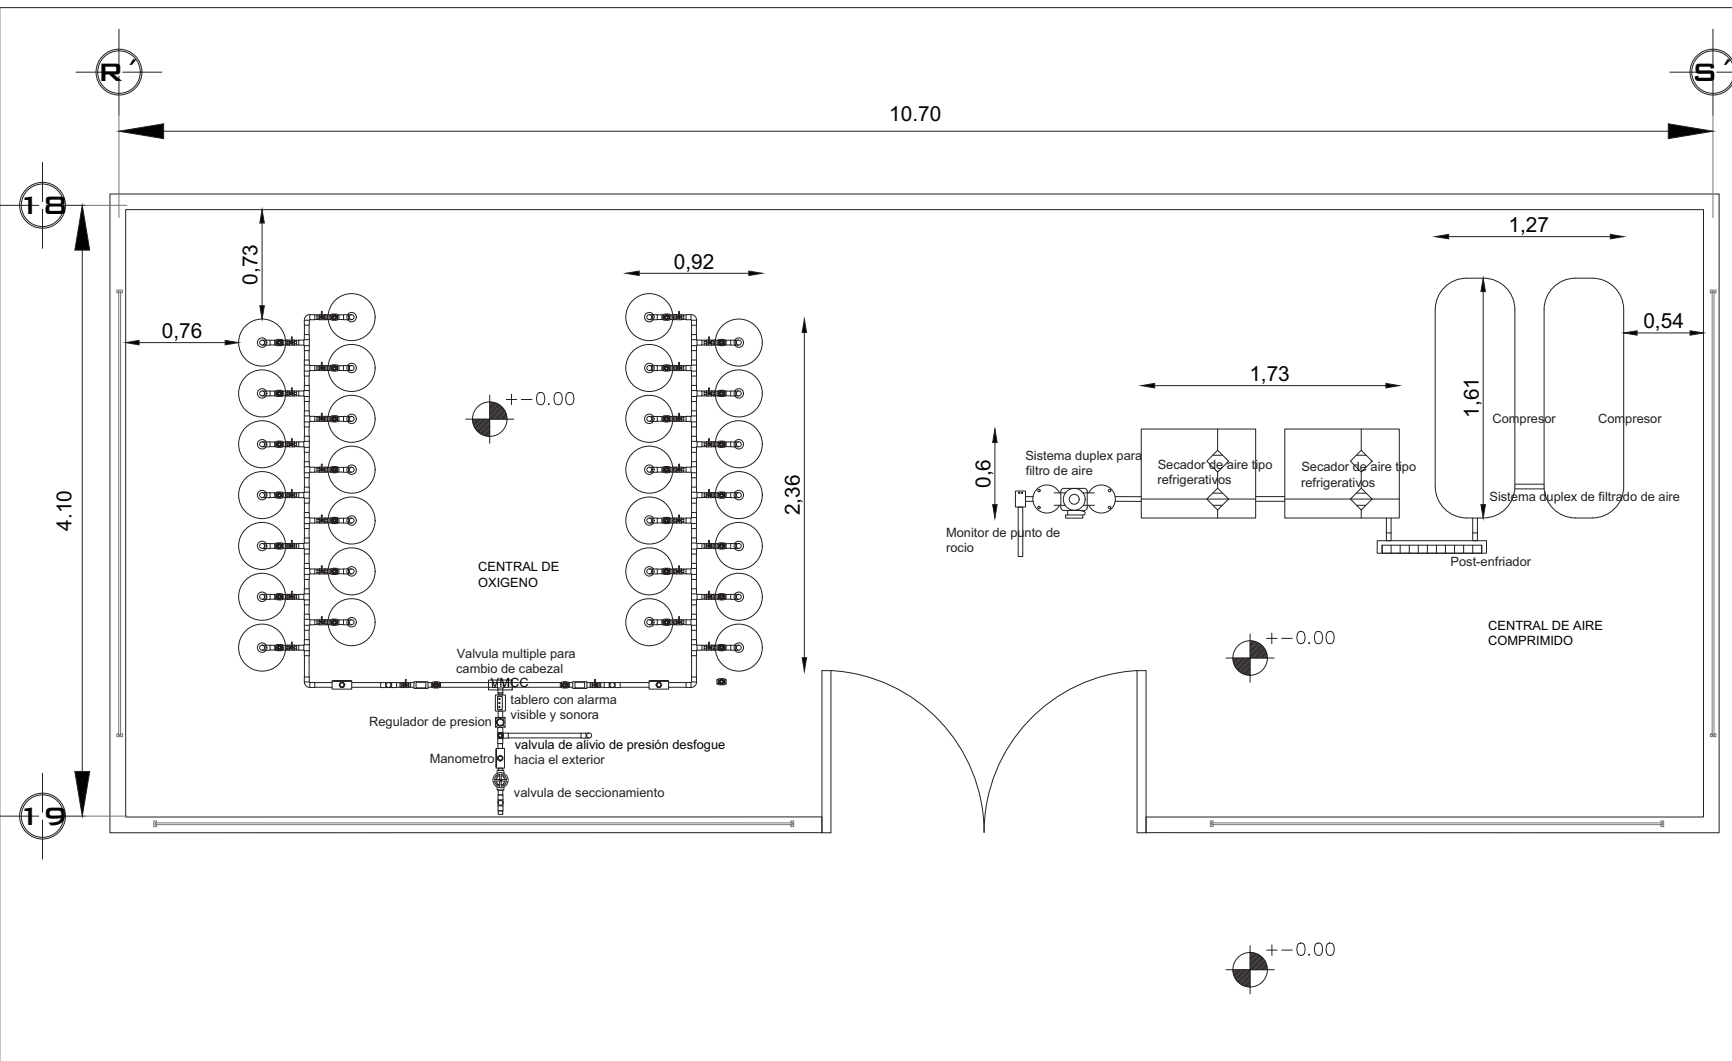 R´
S´
10.70
18
1,27
0,73
0,92
0,76
0,54
1,73
+-0.00
1,61
Compresor
Compresor
4.10
2,36
0,6
Sistema duplex para
filtro de aire
Secador de aire tipo
refrigerativos
Secador de aire tipo
refrigerativos
Sistema duplex de filtrado de aire
Monitor de punto de
rocio
Post-enfriador
CENTRAL DE
OXIGENO
CENTRAL DE AIRE
COMPRIMIDO
+-0.00
Valvula multiple para
cambio de cabezal
VMCC
tablero con alarma
visible y sonora
Regulador de presion
valvula de alivio de presión desfogue
hacia el exterior
Manometro
valvula de seccionamiento
19
+-0.00